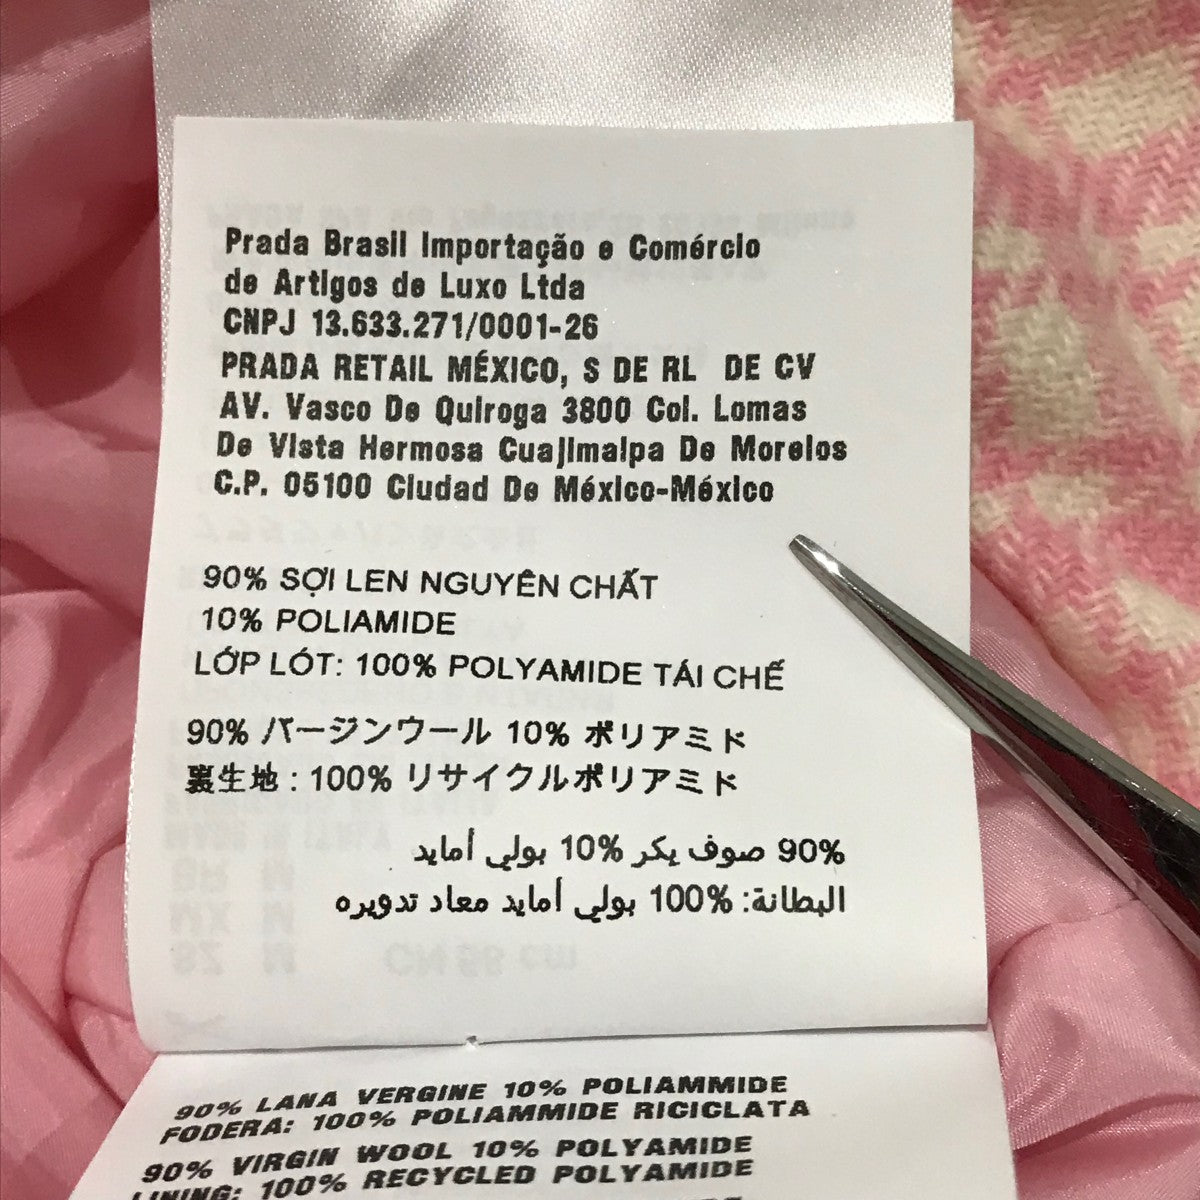 Prada Brasil Importação e Comércio
de Artigos de Luxo Ltda
CNPJ 13.633.271/0001-26
PRADA RETAIL MÉXICO, S DE RL DE CV
AV. Vasco De Quiroga 3800 Col. Lomas
De Vista Hermosa Cuajimalpa De Morelos
C.P. 05100 Ciudad De México-México
90% SỢI LEN NGUYÊN CHẤT
10% POLIAMIDE
LỚP LÓT: 100% POLYAMIDE TÁI CHẾ
90% バージンウール 10% ポリアミド
裏生地 : 100% リサイクルポリアミド
90% صوف بكر 10% بولي أمايد
البطانة: 100% بولي أمايد معاد تدويره
90% LANA VERGINE 10% POLIAMMIDE
FODERA: 100% POLIAMMIDE RICICLATA
90% VIRGIN WOOL 10% POLYAMIDE
LINING: 100% RECYCLED POLYAMIDE